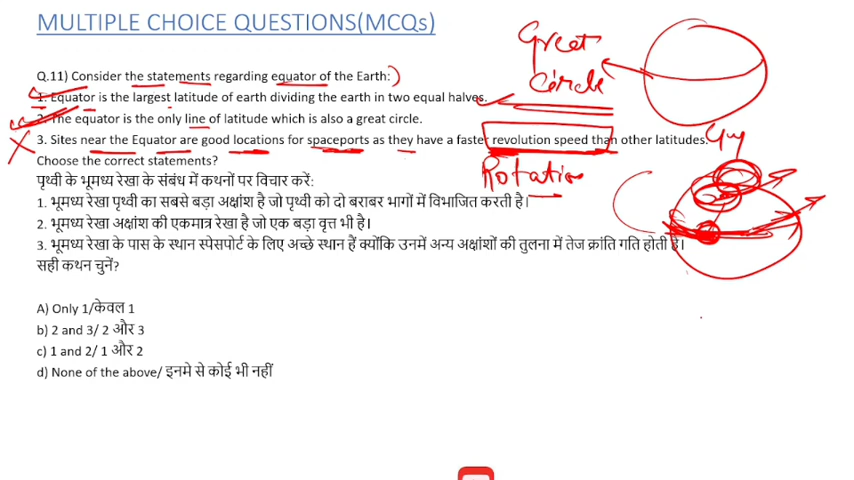 MULTIPLE CHOICE QUESTIONS(MCQs)
Great
Circle
Q.11) Consider the statements regarding equator of the Earth:
1. Equator is the largest latitude of earth dividing the earth in two equal halves.
2. The equator is the only line of latitude which is also a great circle.
3. Sites near the Equator are good locations for spaceports as they have a faster revolution speed than other latitudes.
Guy
Rotation
Choose the correct statements?
पृथ्वी के भूमध्य रेखा के संबंध में कथनों पर विचार करें:
1. भूमध्य रेखा पृथ्वी का सबसे बड़ा अक्षांश है जो पृथ्वी को दो बराबर भागों में विभाजित करती है।
2. भूमध्य रेखा अक्षांश की एकमात्र रेखा है जो एक बड़ा वृत्त भी है।
3. भूमध्य रेखा के पास के स्थान स्पेसपोर्ट के लिए अच्छे स्थान हैं क्योंकि उनमें अन्य अक्षांशों की तुलना में तेज क्रांति गति होती है।
सही कथन चुनें?
A) Only 1/केवल 1
b) 2 and 3/ 2 और 3
c) 1 and 2/ 1 और 2
d) None of the above/ इनमे से कोई भी नहीं